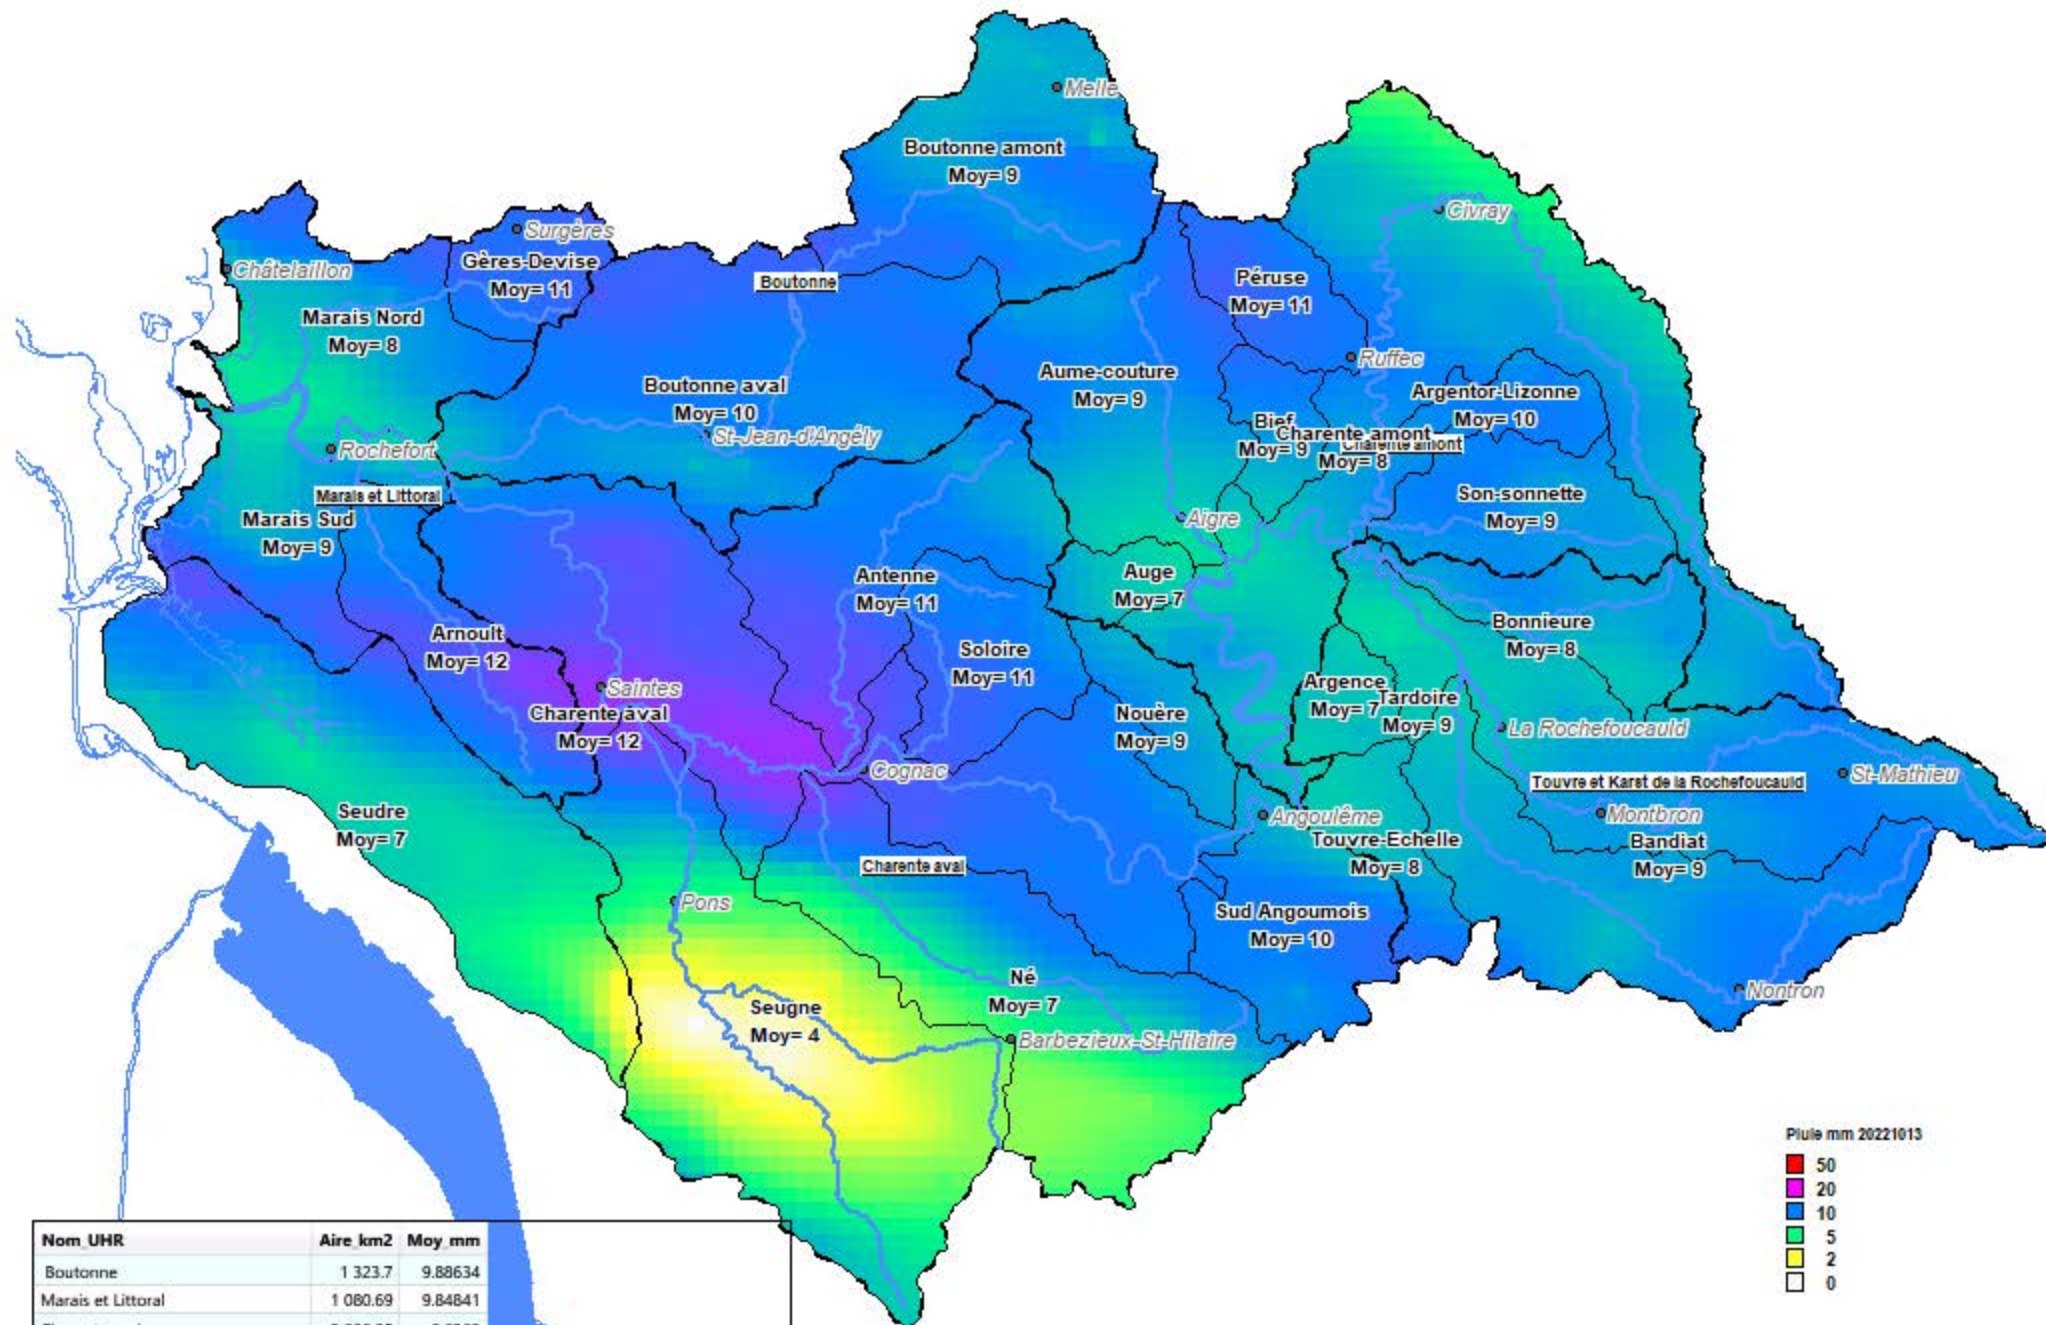 Melle
Boutonne amont
Moy= 9
Civray
Surgères
Gères-Devise
Moy= 11
Châtelaillon
Boutonne
Péruse
Moy= 11
Marais Nord
Moy= 8
Ruffec
Aume-couture
Moy= 9
Boutonne aval
Moy= 10
St-Jean-d'Angély
Argentor-Lizonne
Moy= 10
Bief
Moy= 9
Charente amont
Moy= 8
Charente amont
Rochefort
Marais et Littoral
Marais Sud
Moy= 9
Son-sonnette
Moy= 9
Aigre
Antenne
Moy= 11
Auge
Moy= 7
Bonnieure
Moy= 8
Arnoult
Moy= 12
Soloire
Moy= 11
Saintes
Charente aval
Moy= 12
Nouère
Moy= 9
Argence
Moy= 7
Tardoire
Moy= 9
La Rochefoucauld
Cognac
Touvre et Karst de la Rochefoucauld
St-Mathieu
Seudre
Moy= 7
Angoulême
Montbron
Touvre-Echelle
Moy= 8
Bandiat
Moy= 9
Charente aval
Pons
Sud Angoumois
Moy= 10
Né
Moy= 7
Nontron
Seugne
Moy= 4
Barbezieux-St-Hilaire
Pluie mm 20221013
50
20
10
5
2
0
Nom_UHR Aire_km2 Moy_mm
Boutonne 1 323.7 9.88634
Marais et Littoral 1 080.69 9.84841